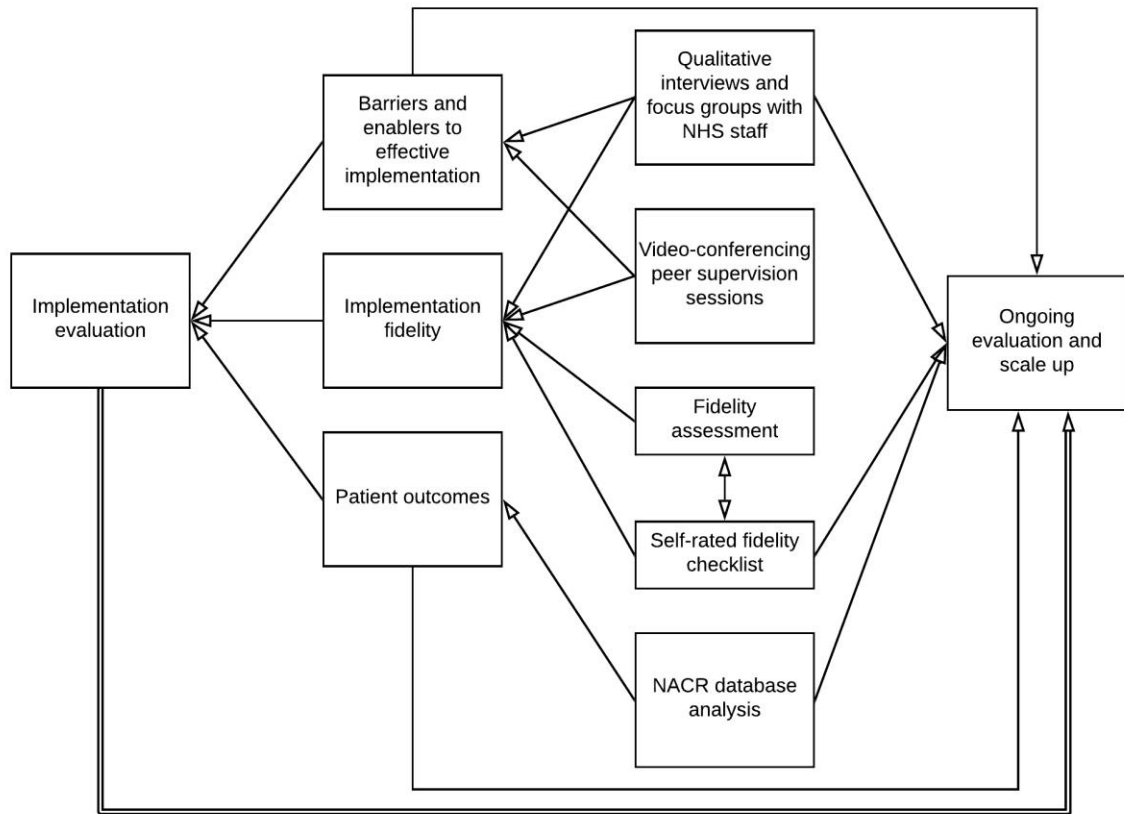 Implementation
evaluation
Barriers and
enablers to
effective
implementation
Implementation
fidelity
Patient outcomes
Qualitative
interviews and
focus groups with
NHS staff
Video-conferencing
peer supervision
sessions
Fidelity
assessment
Self-rated fidelity
checklist
NACR database
analysis
Ongoing
evaluation and
scale up